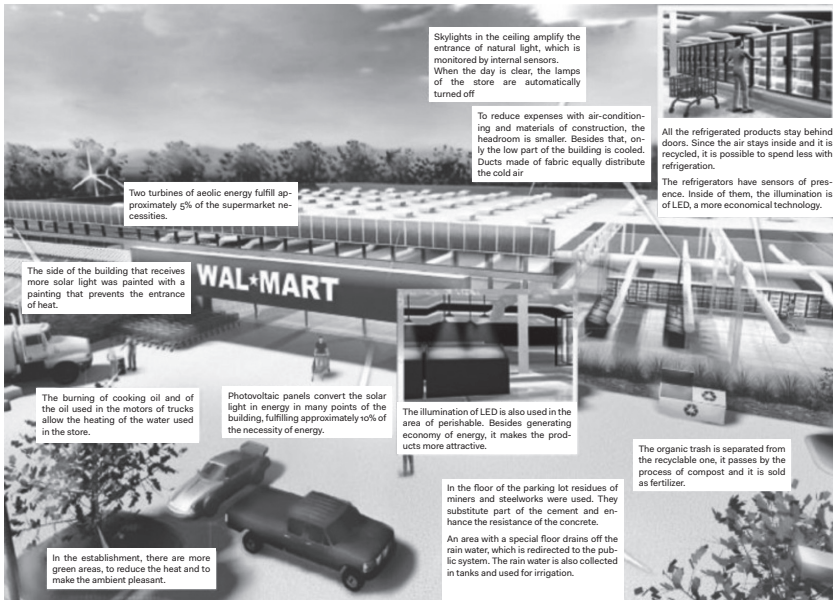 Skylights in the ceiling amplify the
entrance of natural light, which is
monitored by internal sensors.
When the day is clear, the lamps
of the store are automatically
turned off
To reduce expenses with air-condition-
ing and materials of construction, the
headroom is smaller. Besides that, on-
ly the low part of the building is cooled.
Ducts made of fabric equally distribute
the cold air
All the refrigerated products stay behind
doors. Since the air stays inside and it is
recycled, it is possible to spend less with
refrigeration.
The refrigerators have sensors of pres-
ence. Inside of them, the illumination is
of LED, a more economical technology.
Two turbines of aeolic energy fulfill ap-
proximately 5% of the supermarket ne-
cessities.
The side of the building that receives
more solar light was painted with a
painting that prevents the entrance
of heat.
WAL★MART
The burning of cooking oil and of
the oil used in the motors of trucks
allow the heating of the water used
in the store.
Photovoltaic panels convert the solar
light in energy in many points of the
building, fulfilling approximately 10% of
the necessity of energy.
The illumination of LED is also used in the
area of perishable. Besides generating
economy of energy, it makes the prod-
ucts more attractive.
The organic trash is separated from
the recyclable one, it passes by the
process of compost and it is sold
as fertilizer.
In the floor of the parking lot residues of
miners and steelworks were used. They
substitute part of the cement and en-
hance the resistance of the concrete.
An area with a special floor drains off the
rain water, which is redirected to the pub-
lic system. The rain water is also collected
in tanks and used for irrigation.
In the establishment, there are more
green areas, to reduce the heat and to
make the ambient pleasant.